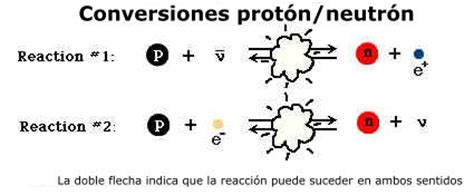 Conversiones protón/neutrón
Reaction #1: P + ν̅ n + e⁺
Reaction #2: P + e⁻ n + ν
La doble flecha indica que la reacción puede suceder en ambos sentidos